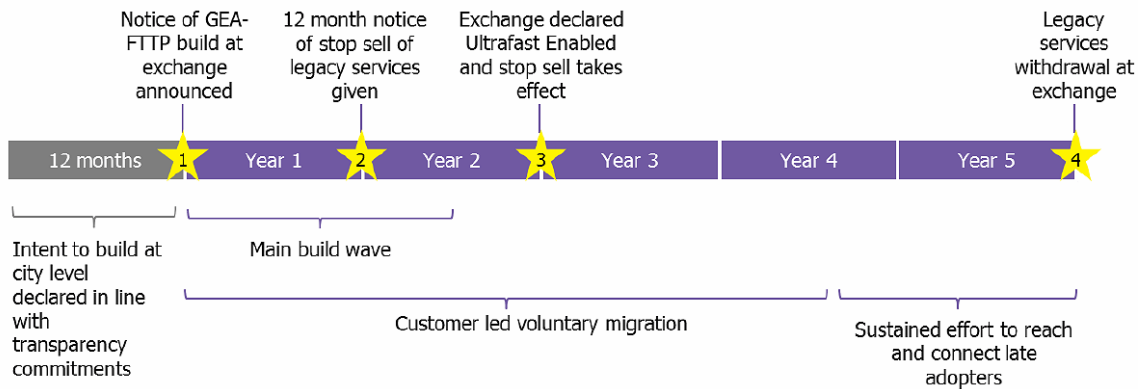 Notice of GEA-
FTTP build at
exchange
announced
12 month notice
of stop sell of
legacy services
given
Exchange declared
Ultrafast Enabled
and stop sell takes
effect
Legacy
services
withdrawal at
exchange
12 months
1
Year 1
2
Year 2
3
Year 3
Year 4
Year 5
4
Intent to build at
city level
declared in line
with
transparency
commitments
Main build wave
Customer led voluntary migration
Sustained effort to reach
and connect late
adopters